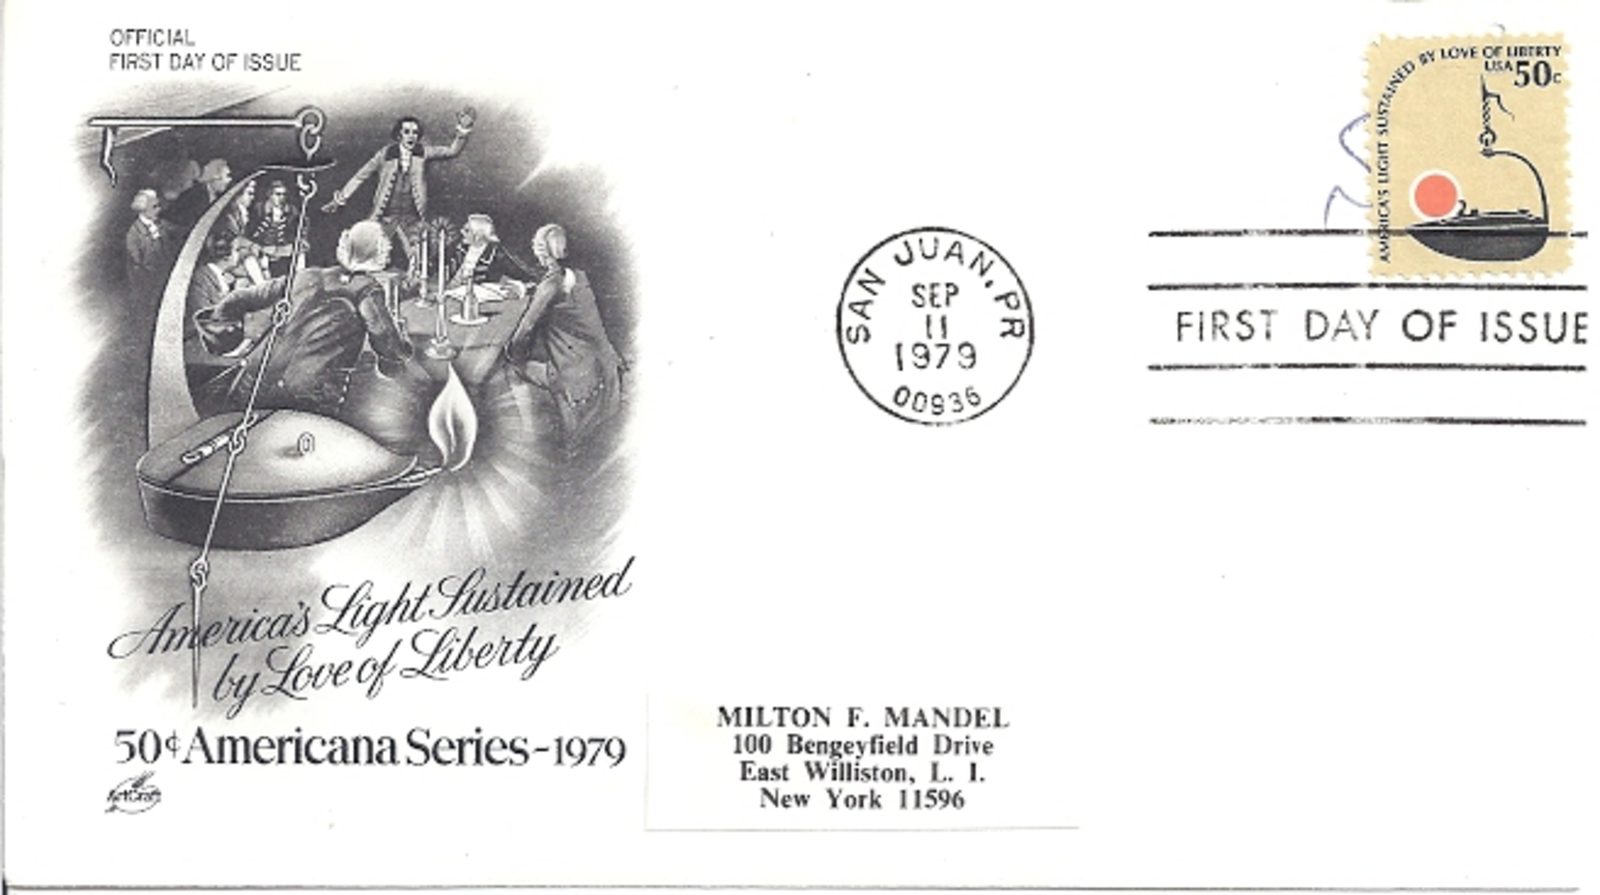 OFFICIAL
FIRST DAY OF ISSUE
AMERICA'S LIGHT SUSTAINED BY LOVE OF LIBERTY
USA 50c
SAN JUAN, PR
SEP
11
1979
00936
FIRST DAY OF ISSUE
America's Light Sustained
by Love of Liberty
50¢ Americana Series-1979
ArtCraft
MILTON F. MANDEL
100 Bengeyfield Drive
East Williston, L. I.
New York 11596